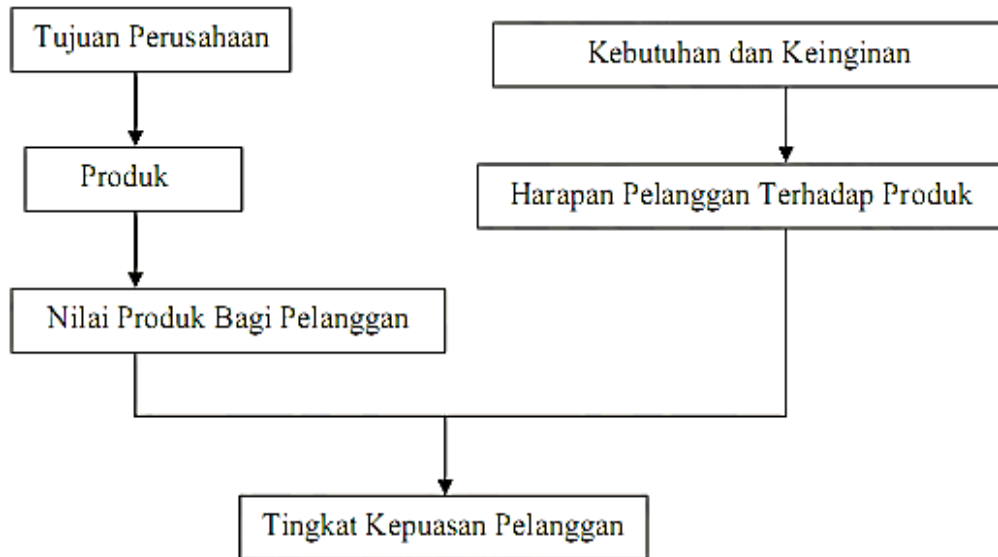 Tujuan Perusahaan
Kebutuhan dan Keinginan
Produk
Harapan Pelanggan Terhadap Produk
Nilai Produk Bagi Pelanggan
Tingkat Kepuasan Pelanggan